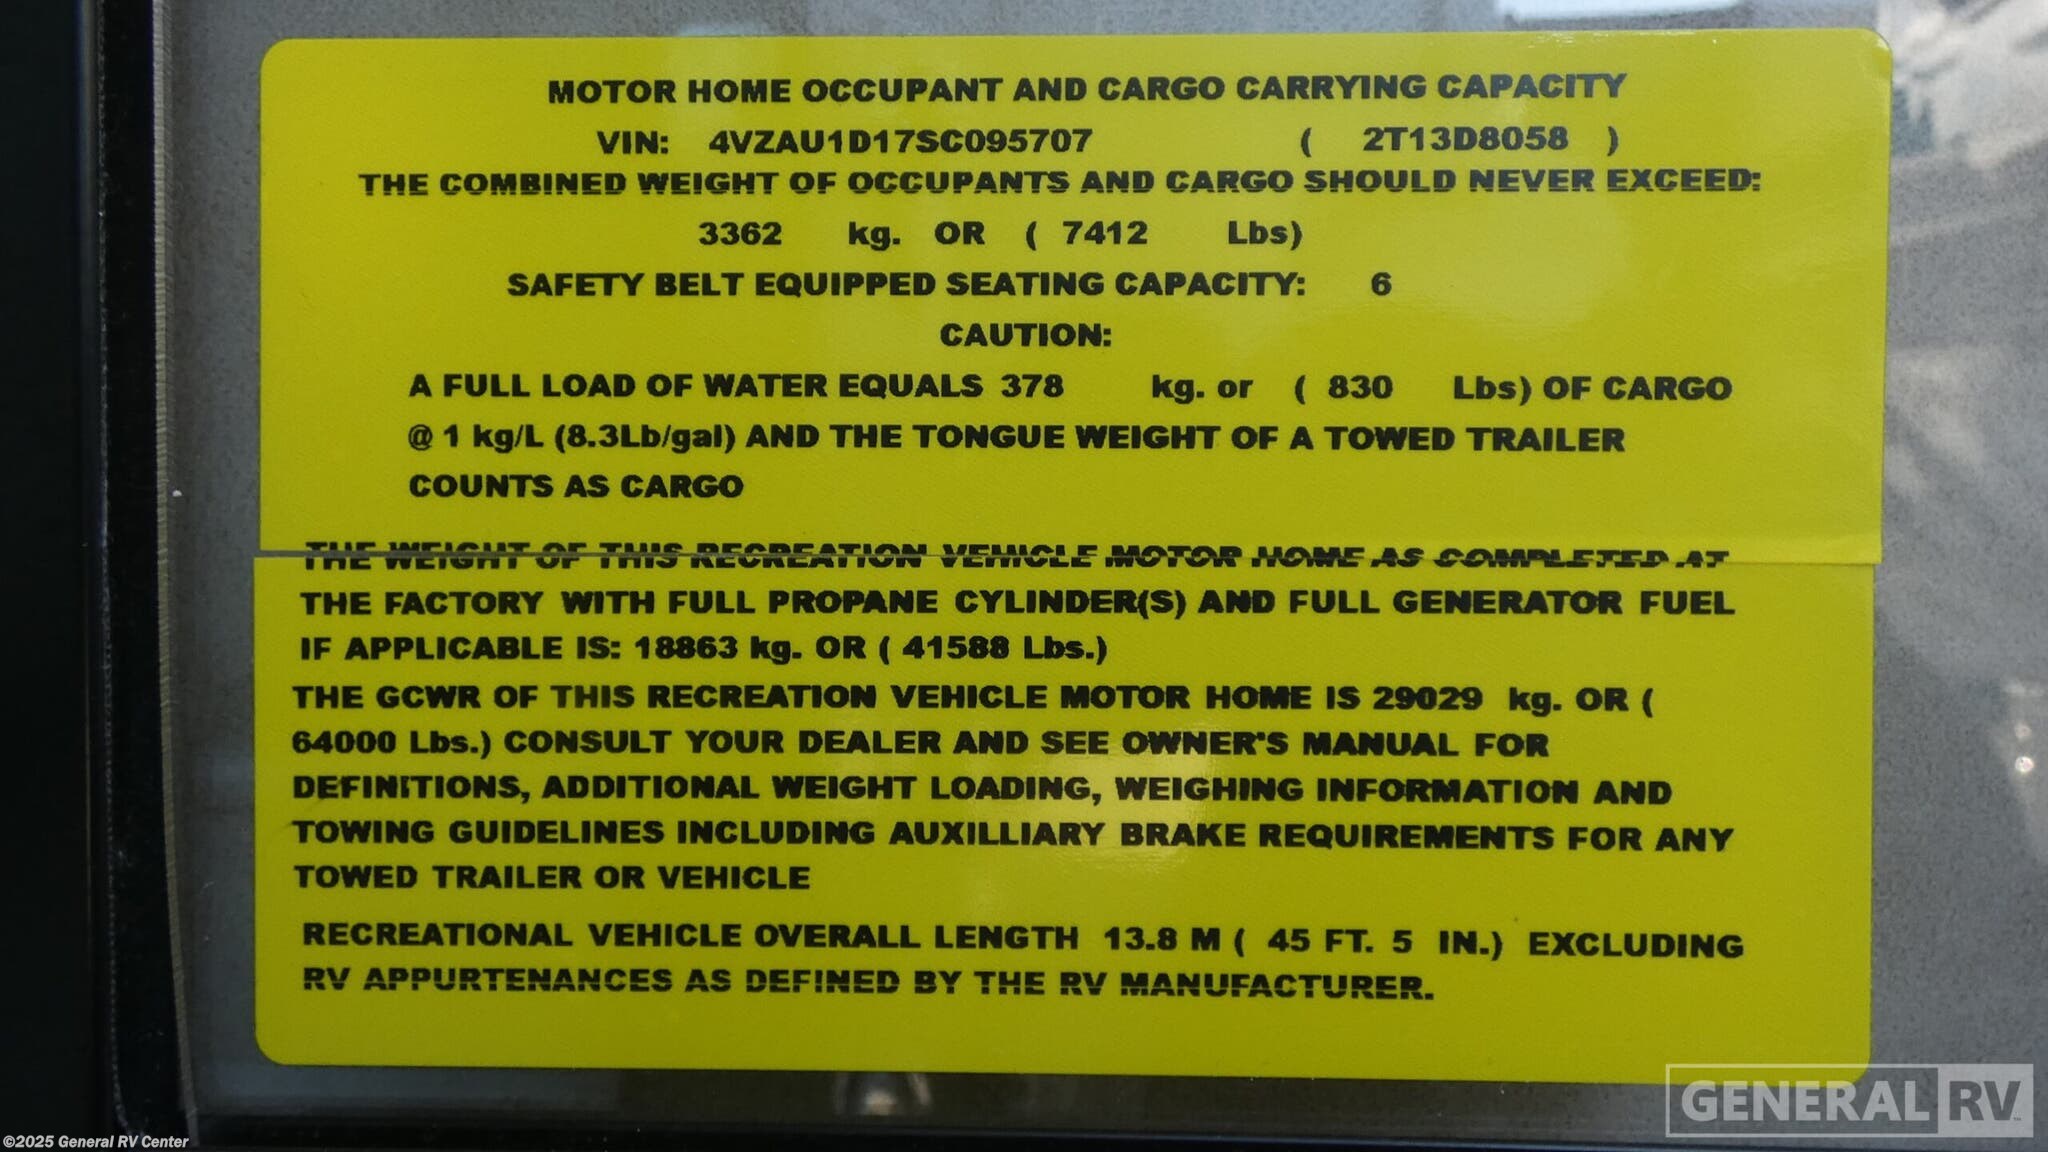 MOTOR HOME OCCUPANT AND CARGO CARRYING CAPACITY
VIN: 4VZAU1D17SC095707 ( 2T13D8058 )
THE COMBINED WEIGHT OF OCCUPANTS AND CARGO SHOULD NEVER EXCEED:
3362 kg. OR ( 7412 Lbs)
SAFETY BELT EQUIPPED SEATING CAPACITY: 6
CAUTION:
A FULL LOAD OF WATER EQUALS 378 kg. or ( 830 Lbs) OF CARGO
@ 1 kg/L (8.3Lb/gal) AND THE TONGUE WEIGHT OF A TOWED TRAILER
COUNTS AS CARGO
THE WEIGHT OF THIS RECREATION VEHICLE MOTOR HOME AS COMPLETED AT
THE FACTORY WITH FULL PROPANE CYLINDER(S) AND FULL GENERATOR FUEL
IF APPLICABLE IS: 18863 kg. OR ( 41588 Lbs.)
THE GCWR OF THIS RECREATION VEHICLE MOTOR HOME IS 29029 kg. OR (
64000 Lbs.) CONSULT YOUR DEALER AND SEE OWNER'S MANUAL FOR
DEFINITIONS, ADDITIONAL WEIGHT LOADING, WEIGHING INFORMATION AND
TOWING GUIDELINES INCLUDING AUXILLIARY BRAKE REQUIREMENTS FOR ANY
TOWED TRAILER OR VEHICLE
RECREATIONAL VEHICLE OVERALL LENGTH 13.8 M ( 45 FT. 5 IN.) EXCLUDING
RV APPURTENANCES AS DEFINED BY THE RV MANUFACTURER.
GENERAL RV
©2025 General RV Center